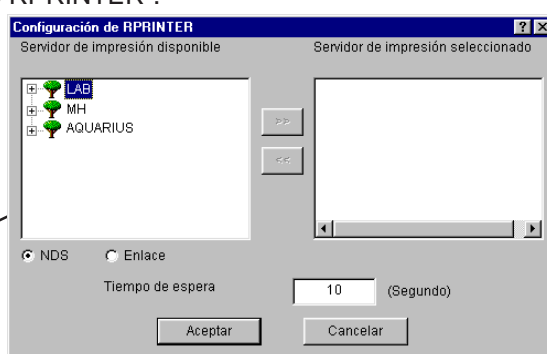 RPRINTER".
Configuración de RPRINTER
Servidor de impresión disponible
Servidor de impresión seleccionado
LAB
MH
AQUARIUS
>>
<<
NDS
Enlace
Tiempo de espera
10
(Segundo)
Aceptar
Cancelar